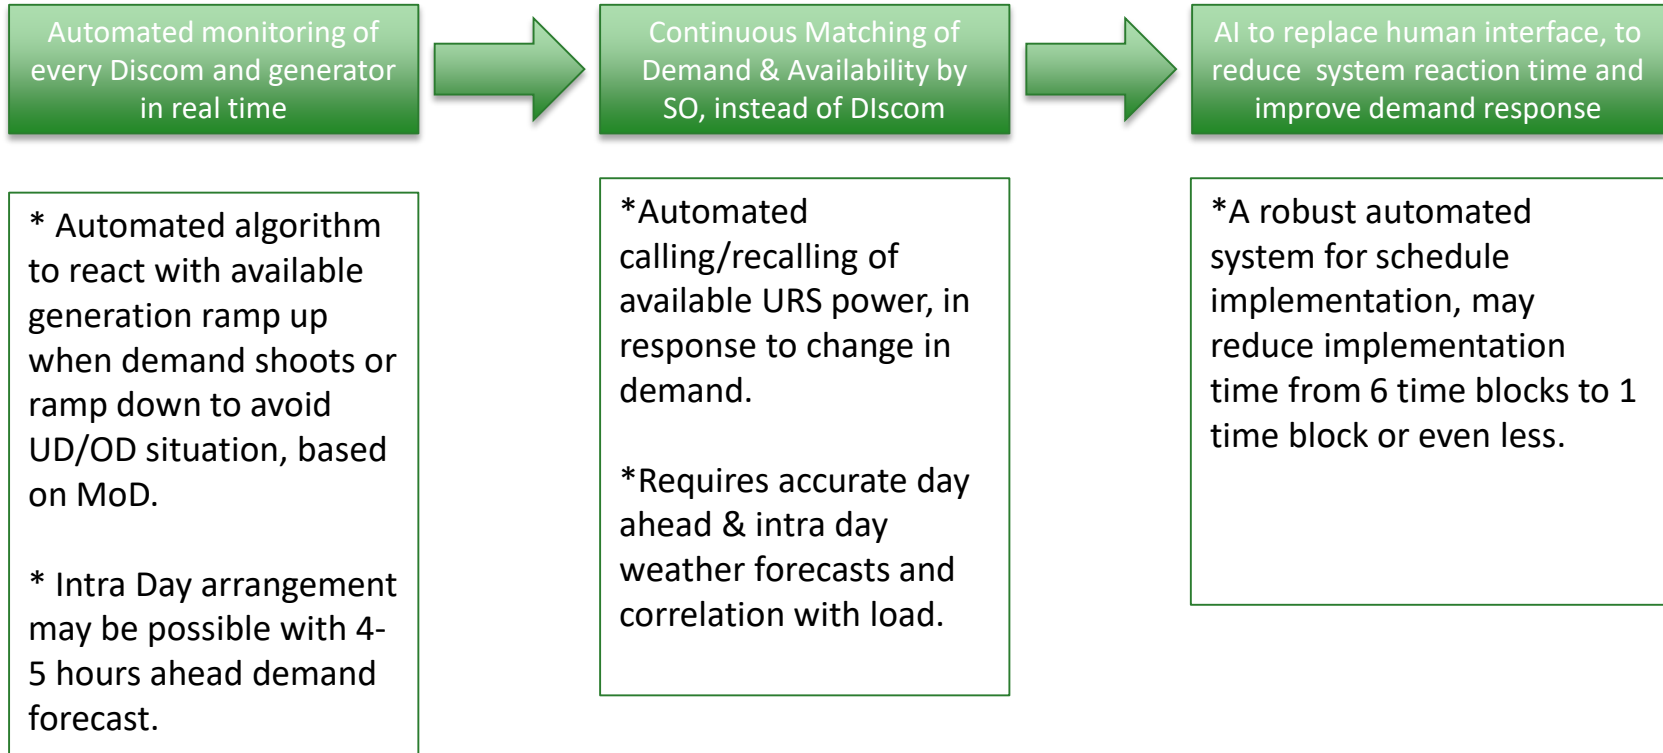 Automated monitoring of
every Discom and generator
in real time
Continuous Matching of
Demand & Availability by
SO, instead of DIscom
AI to replace human interface, to
reduce  system reaction time and
improve demand response
* Automated algorithm
to react with available
generation ramp up
when demand shoots or
ramp down to avoid
UD/OD situation, based
on MoD.
* Intra Day arrangement
may be possible with 4-
5 hours ahead demand
forecast.
*Automated
calling/recalling of
available URS power, in
response to change in
demand.
*Requires accurate day
ahead & intra day
weather forecasts and
correlation with load.
*A robust automated
system for schedule
implementation, may
reduce implementation
time from 6 time blocks to 1
time block or even less.